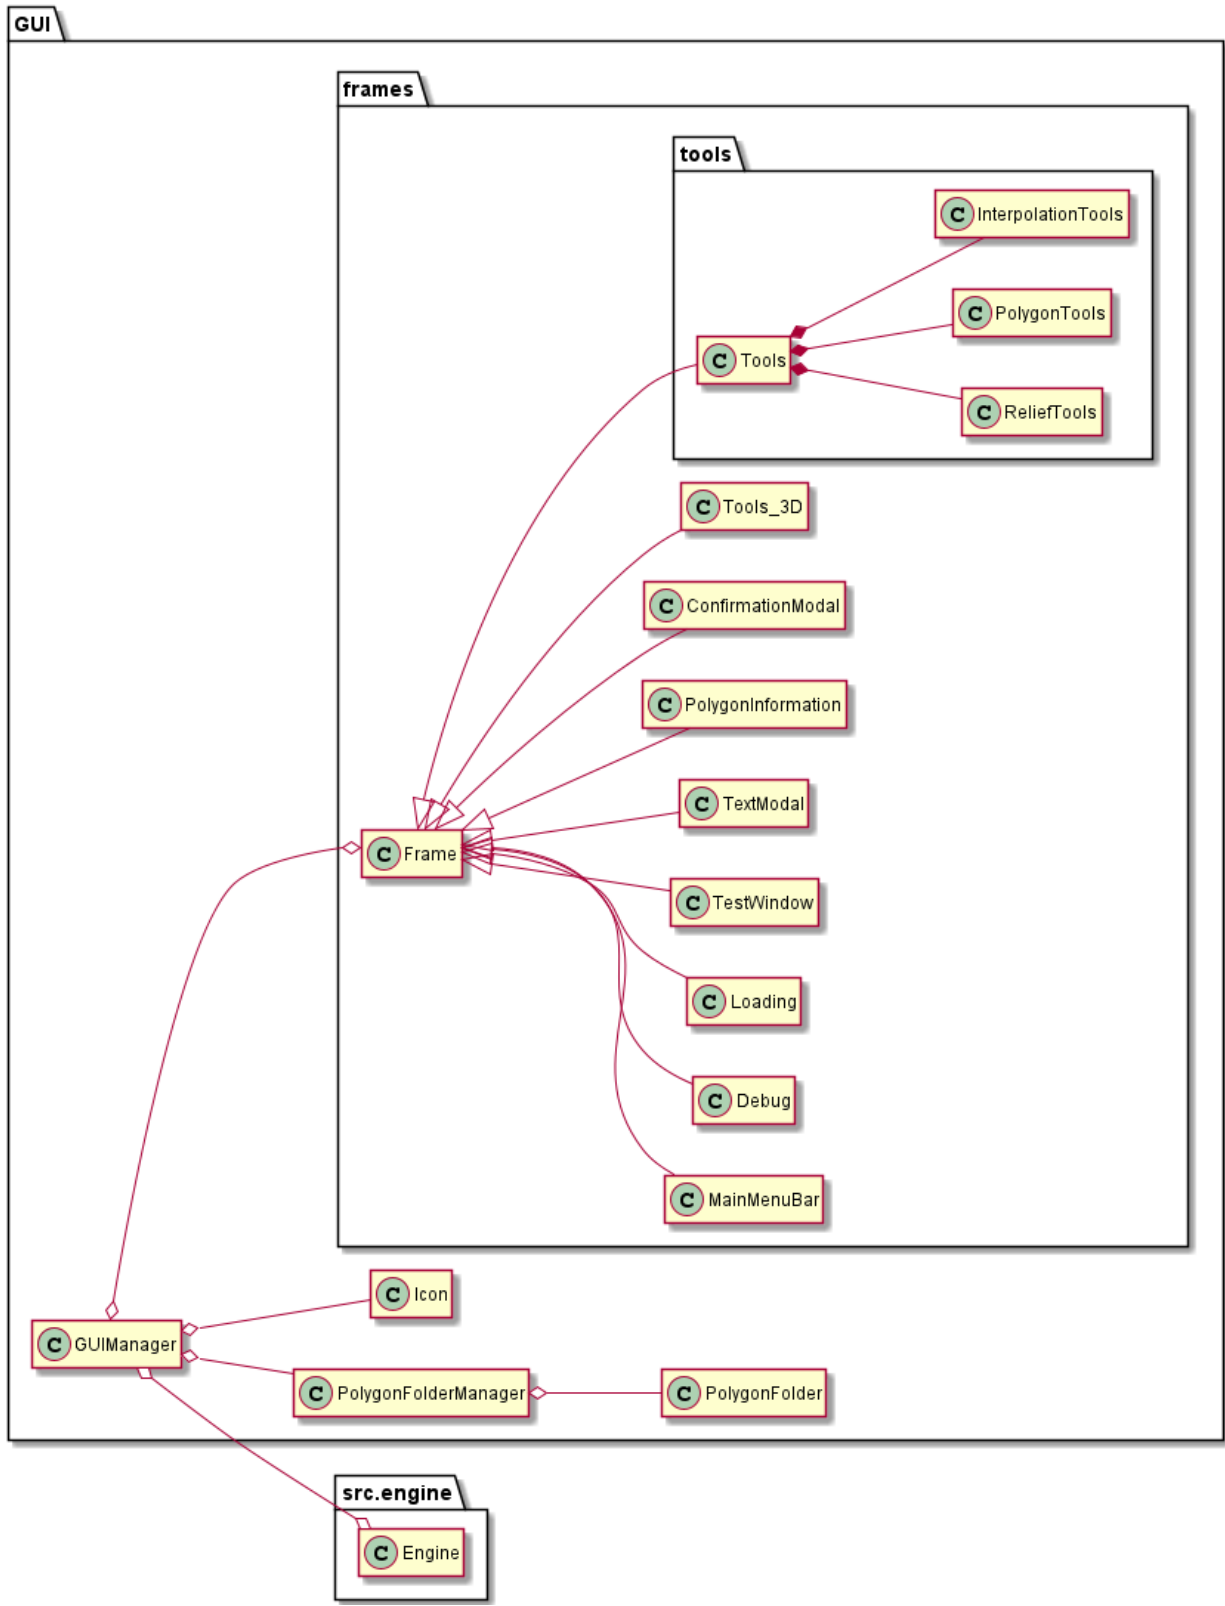 GUI
frames
tools
C InterpolationTools
C PolygonTools
C Tools
C ReliefTools
C Tools_3D
C ConfirmationModal
C PolygonInformation
C TextModal
C Frame
C TestWindow
C Loading
C Debug
C MainMenuBar
C Icon
C GUIManager
C PolygonFolderManager
C PolygonFolder
src.engine
C Engine